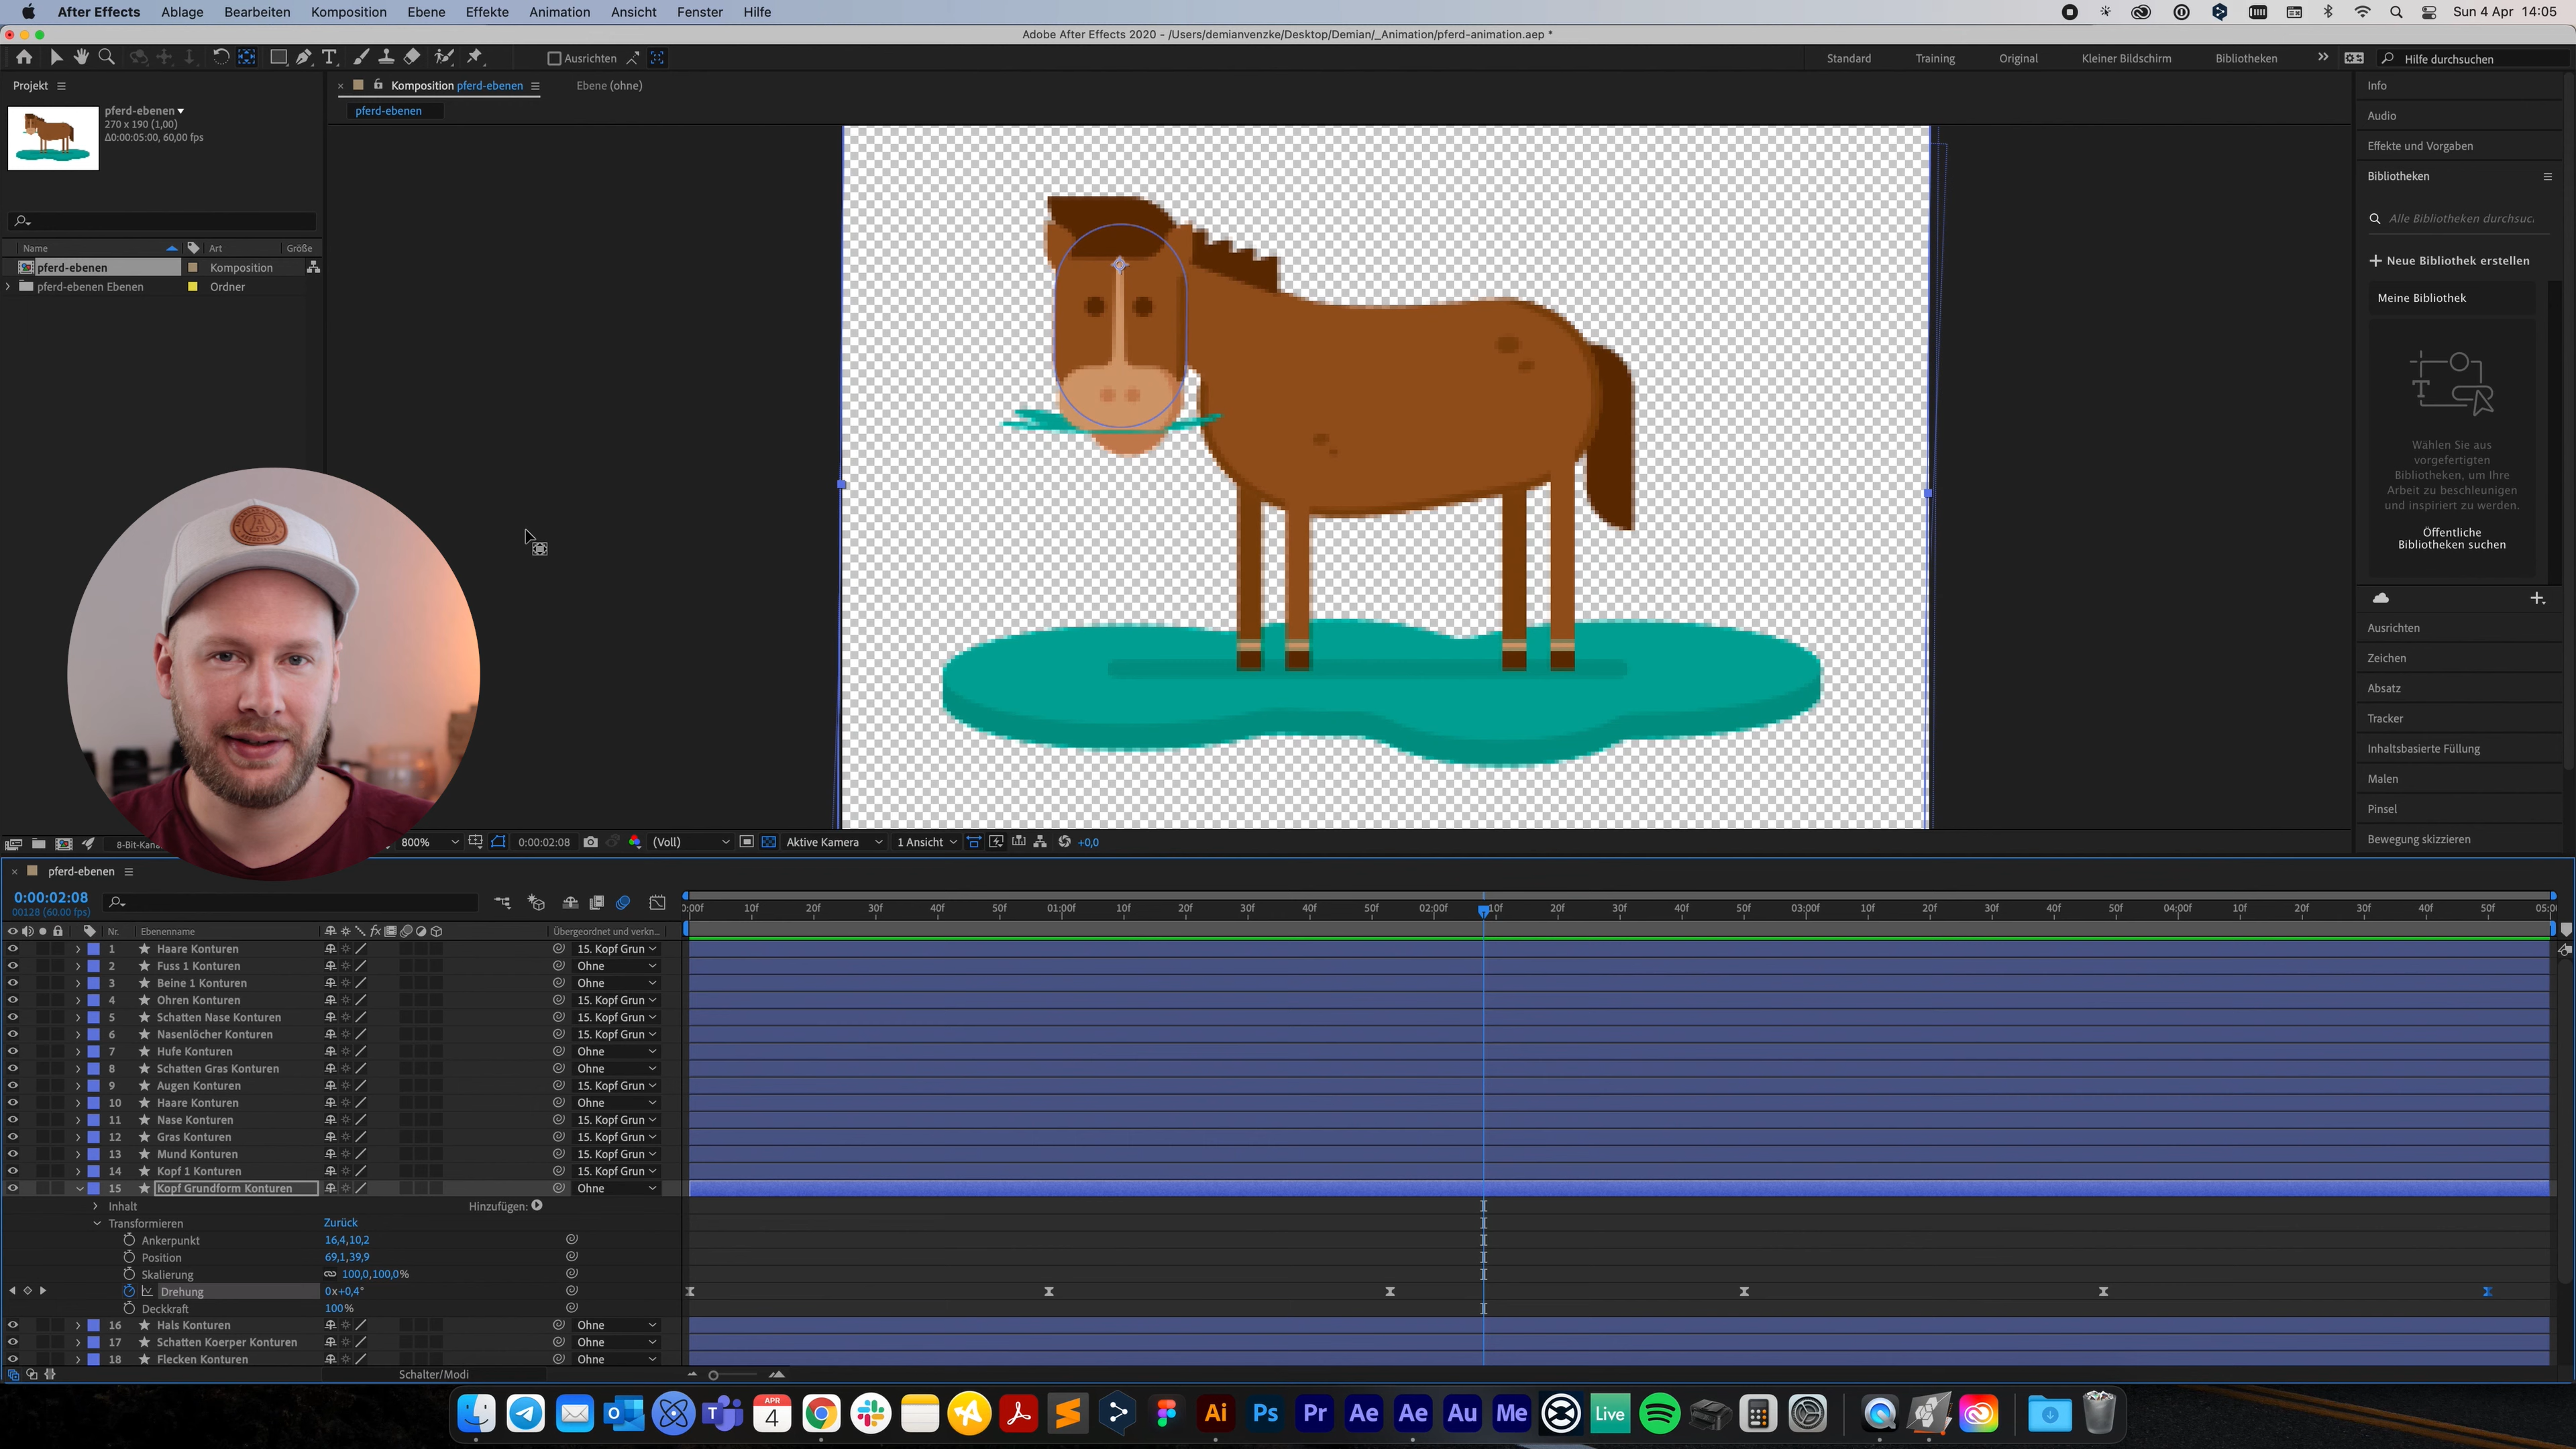 After Effects Ablage Bearbeiten Komposition Ebene Effekte Animation Ansicht Fenster Hilfe Sun 4 Apr 14:05
Adobe After Effects 2020 - /Users/demianvenzke/Desktop/Demian/_Animation/pferd-animation.aep *
Ausrichten Standard Training Original Kleiner Bildschirm Bibliotheken Hilfe durchsuchen
Projekt Komposition pferd-ebenen Ebene (ohne) Info
pferd-ebenen
270 x 190 (1,00)
Δ0:00:05:00, 60,00 fps
pferd-ebenen
Audio
Effekte und Vorgaben
Bibliotheken
Alle Bibliotheken durchsuc
Name Art Größe
pferd-ebenen Komposition
pferd-ebenen Ebenen Ordner
Neue Bibliothek erstellen
Meine Bibliothek
Wählen Sie aus
vorgefertigten
Bibliotheken, um Ihre
Arbeit zu beschleunigen
und inspiriert zu werden.
Öffentliche
Bibliotheken suchen
Ausrichten
Zeichen
Absatz
Tracker
Inhaltsbasierte Füllung
Malen
Pinsel
Bewegung skizzieren
8-Bit-Kana 800% 0:00:02:08 (Voll) Aktive Kamera 1 Ansicht +0,0
pferd-ebenen
0:00:02:08
00128 (60.00 fps)
0:00f 10f 20f 30f 40f 50f 01:00f 10f 20f 30f 40f 50f 02:00f 10f 20f 30f 40f 50f 03:00f 10f 20f 30f 40f 50f 04:00f 10f 20f 30f 40f 50f 05:0
Nr. Ebenenname fx Übergeordnet und verkn...
1 Haare Konturen 15. Kopf Grun
2 Fuss 1 Konturen Ohne
3 Beine 1 Konturen Ohne
4 Ohren Konturen 15. Kopf Grun
5 Schatten Nase Konturen 15. Kopf Grun
6 Nasenlöcher Konturen 15. Kopf Grun
7 Hufe Konturen Ohne
8 Schatten Gras Konturen Ohne
9 Augen Konturen 15. Kopf Grun
10 Haare Konturen Ohne
11 Nase Konturen 15. Kopf Grun
12 Gras Konturen 15. Kopf Grun
13 Mund Konturen 15. Kopf Grun
14 Kopf 1 Konturen 15. Kopf Grun
15 Kopf Grundform Konturen Ohne
Inhalt Hinzufügen:
Transformieren Zurück
Ankerpunkt 16,4,10,2
Position 69,1,39,9
Skalierung 100,0,100,0%
Drehung 0x+0,4°
Deckkraft 100%
16 Hals Konturen Ohne
17 Schatten Koerper Konturen Ohne
18 Flecken Konturen Ohne
Schalter/Modi
APR
4 Ai Ps Pr Ae Ae Au Me Live